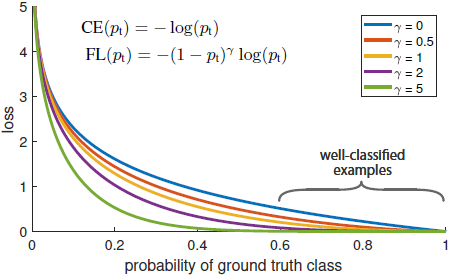 CE(pₜ) = − log(pₜ)
FL(pₜ) = −(1 − pₜ)^γ log(pₜ)
γ = 0
γ = 0.5
γ = 1
γ = 2
γ = 5
well-classified
examples
5
4
3
2
1
0
loss
0
0.2
0.4
0.6
0.8
1
probability of ground truth class